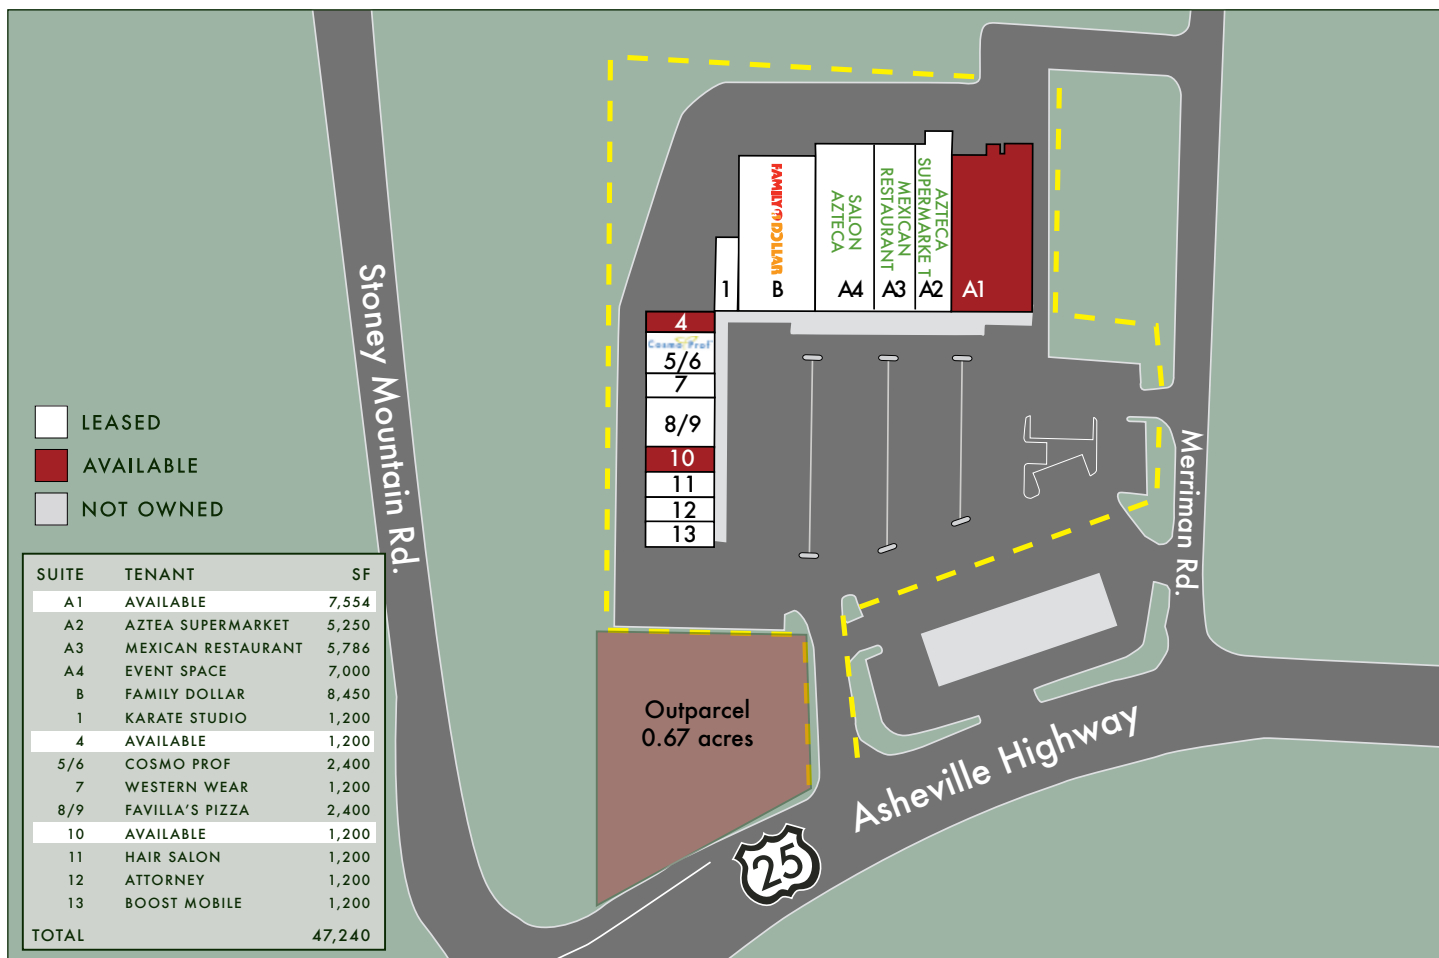 FAMILY DOLLAR
SALON
AZTECA
MEXICAN
RESTAURANT
AZTECA
SUPERMARKE T
1
B
A4
A3
A2
A1
4
Cosmo Prof
5/6
7
8/9
10
11
12
13
Stoney Mountain Rd.
Merriman Rd.
LEASED
AVAILABLE
NOT OWNED
SUITE TENANT SF
A1 AVAILABLE 7,554
A2 AZTEA SUPERMARKET 5,250
A3 MEXICAN RESTAURANT 5,786
A4 EVENT SPACE 7,000
B FAMILY DOLLAR 8,450
1 KARATE STUDIO 1,200
4 AVAILABLE 1,200
5/6 COSMO PROF 2,400
7 WESTERN WEAR 1,200
8/9 FAVILLA'S PIZZA 2,400
10 AVAILABLE 1,200
11 HAIR SALON 1,200
12 ATTORNEY 1,200
13 BOOST MOBILE 1,200
TOTAL 47,240
Outparcel
0.67 acres
Asheville Highway
25